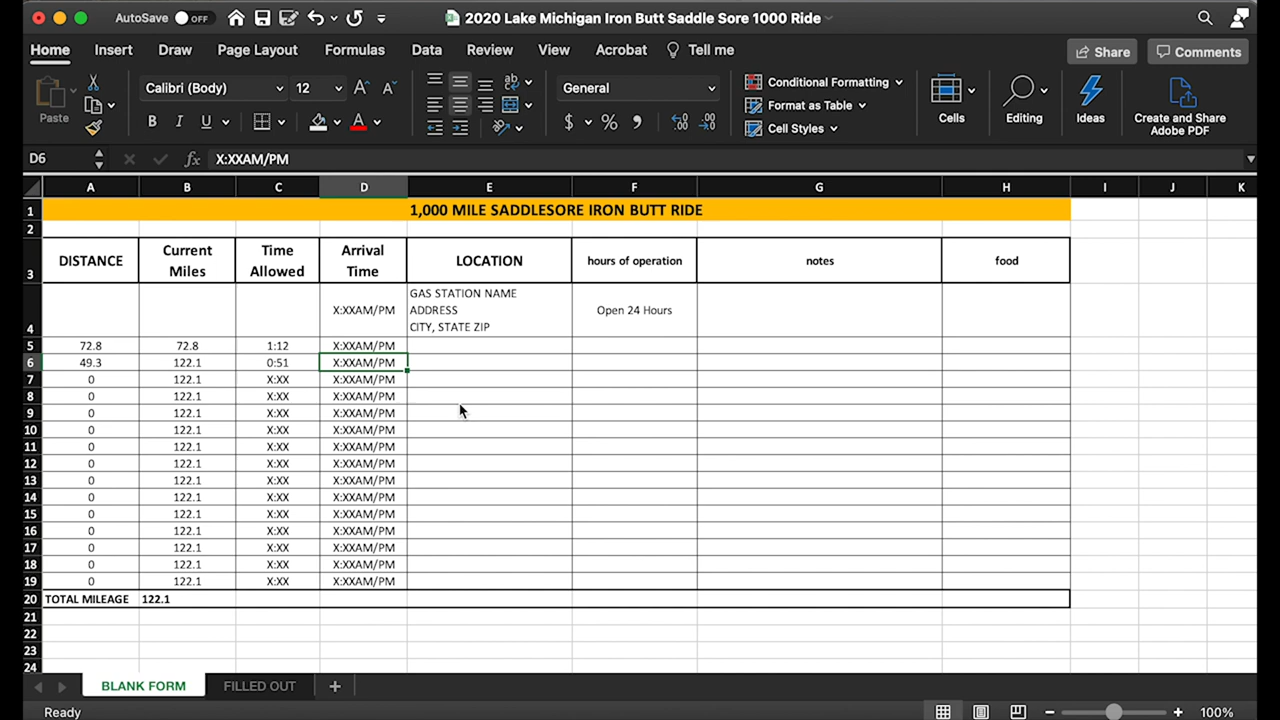 AutoSave OFF 2020 Lake Michigan Iron Butt Saddle Sore 1000 Ride
Home Insert Draw Page Layout Formulas Data Review View Acrobat Tell me Share Comments
Paste Calibri (Body) 12 A A General Conditional Formatting Cells Editing Ideas Create and Share
Format as Table Adobe PDF
B I U A $ % Cell Styles
D6 fx X:XXAM/PM
A B C D E F G H I J K
1 1,000 MILE SADDLESORE IRON BUTT RIDE
2
3 DISTANCE Current Miles Time Allowed Arrival Time LOCATION hours of operation notes food
4 X:XXAM/PM GAS STATION NAME Open 24 Hours
ADDRESS
CITY, STATE ZIP
5 72.8 72.8 1:12 X:XXAM/PM
6 49.3 122.1 0:51 X:XXAM/PM
7 0 122.1 X:XX X:XXAM/PM
8 0 122.1 X:XX X:XXAM/PM
9 0 122.1 X:XX X:XXAM/PM
10 0 122.1 X:XX X:XXAM/PM
11 0 122.1 X:XX X:XXAM/PM
12 0 122.1 X:XX X:XXAM/PM
13 0 122.1 X:XX X:XXAM/PM
14 0 122.1 X:XX X:XXAM/PM
15 0 122.1 X:XX X:XXAM/PM
16 0 122.1 X:XX X:XXAM/PM
17 0 122.1 X:XX X:XXAM/PM
18 0 122.1 X:XX X:XXAM/PM
19 0 122.1 X:XX X:XXAM/PM
20 TOTAL MILEAGE 122.1
21
22
23
24
BLANK FORM FILLED OUT +
Ready 100%